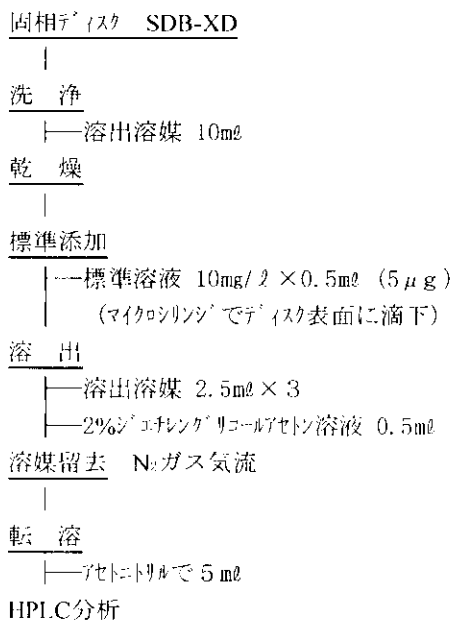 固相ﾃﾞｨｽｸ SDB-XD
洗 浄
溶出溶媒 10mℓ
乾 燥
標準添加
標準溶液 10mg/ℓ×0.5mℓ (5μg)
(ﾏｲｸﾛｼﾘﾝｼﾞでﾃﾞｨｽｸ表面に滴下)
溶 出
溶出溶媒 2.5mℓ×3
2%ｼﾞｴﾁﾚﾝｸﾞﾘｺｰﾙｱｾﾄﾝ溶液 0.5mℓ
溶媒留去 N₂ガス気流
転 溶
ｱｾﾄﾆﾄﾘﾙで 5mℓ
HPLC分析